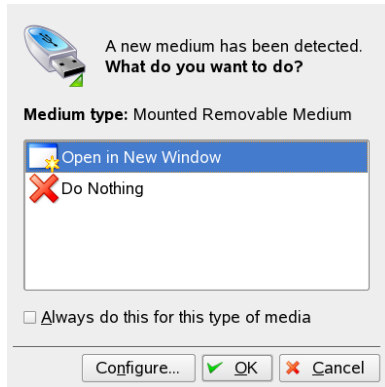 A new medium has been detected.
What do you want to do?
Medium type: Mounted Removable Medium
Open in New Window
Do Nothing
Always do this for this type of media
Configure... OK Cancel